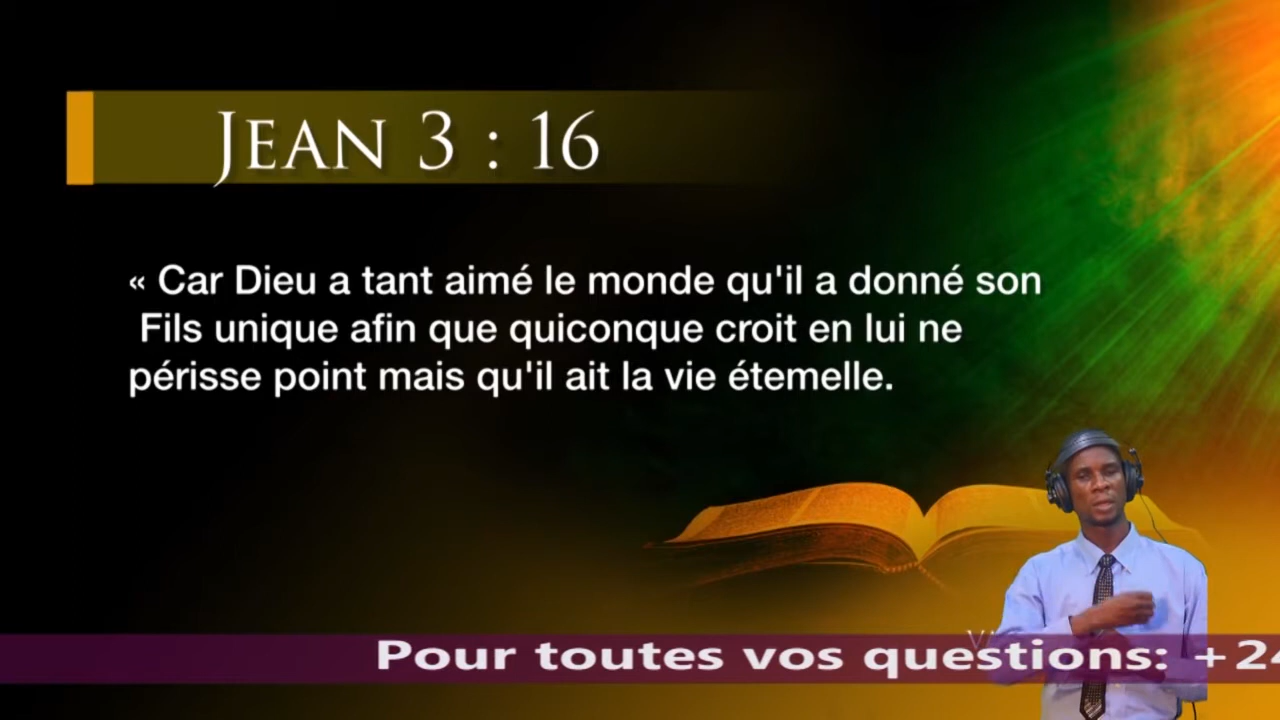 JEAN 3 : 16
« Car Dieu a tant aimé le monde qu'il a donné son
Fils unique afin que quiconque croit en lui ne
périsse point mais qu'il ait la vie étemelle.
Pour toutes vos questions: +24